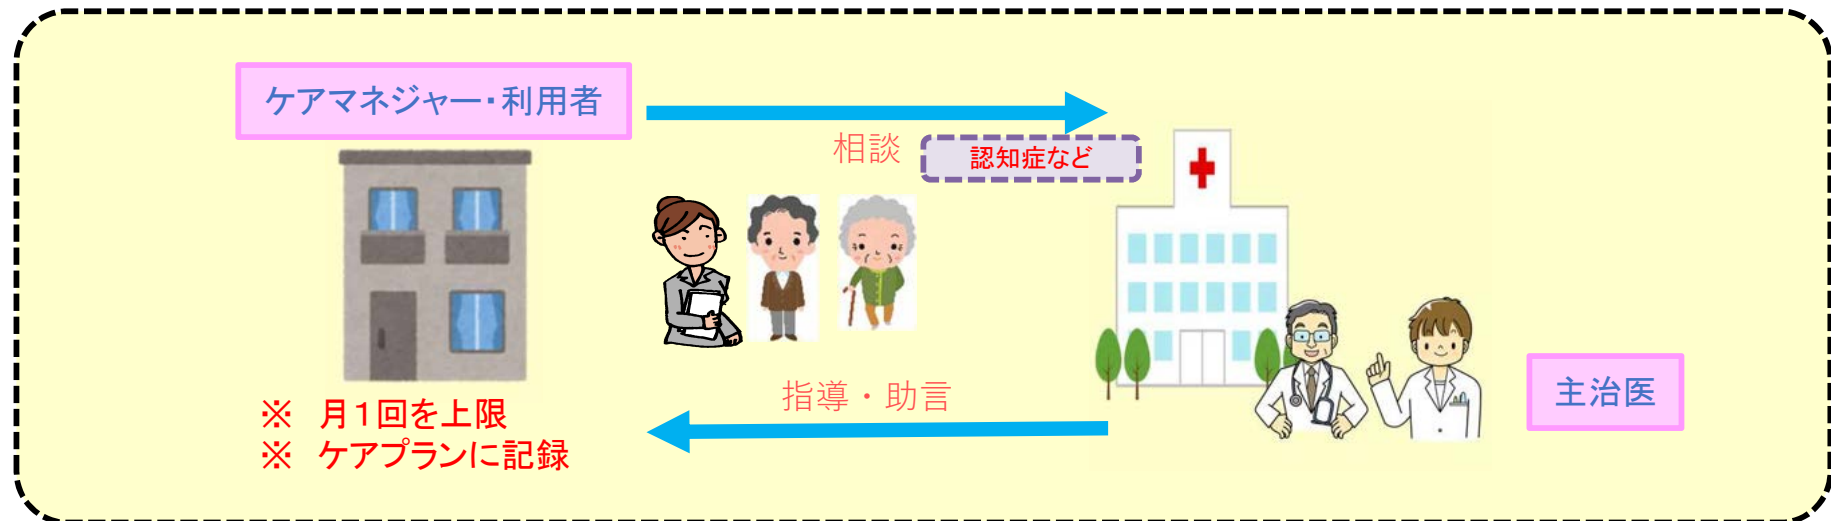 ケアマネジャー・利用者
相談
認知症など
指導・助言
主治医
※　月１回を上限
※　ケアプランに記録